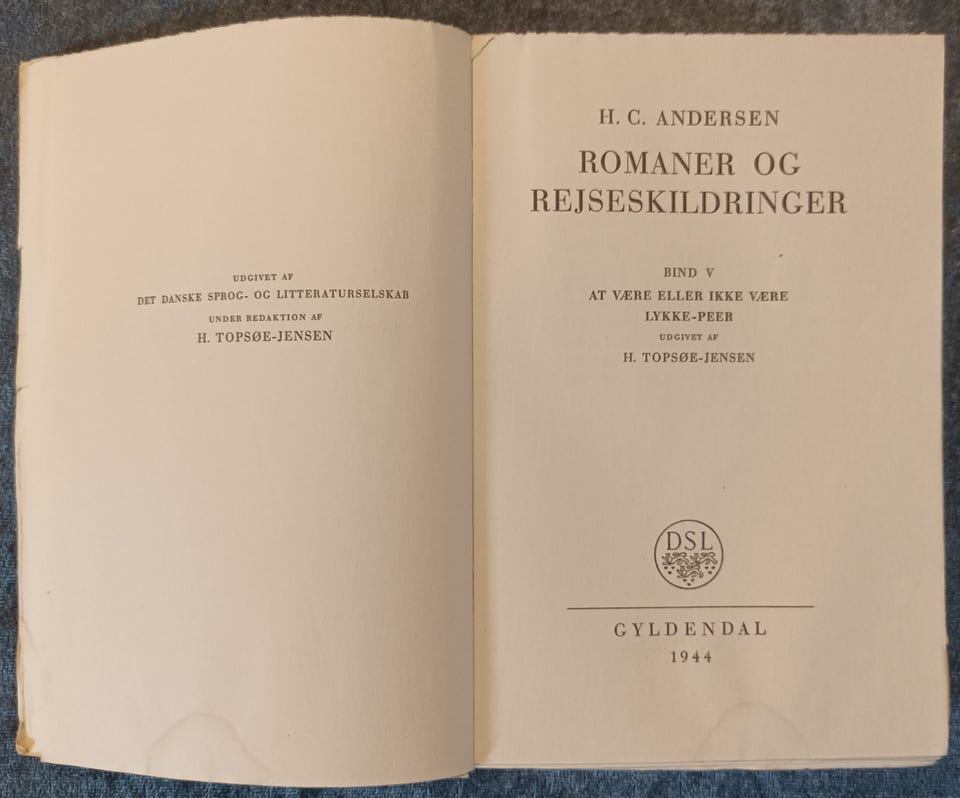 UDGIVET AF
DET DANSKE SPROG- OG LITTERATURSELSKAB
UNDER REDAKTION AF
H. TOPSØE-JENSEN
H. C. ANDERSEN
ROMANER OG
REJSESKILDRINGER
BIND V
AT VÆRE ELLER IKKE VÆRE
LYKKE-PEER
UDGIVET AF
H. TOPSØE-JENSEN
DSL
GYLDENDAL
1944